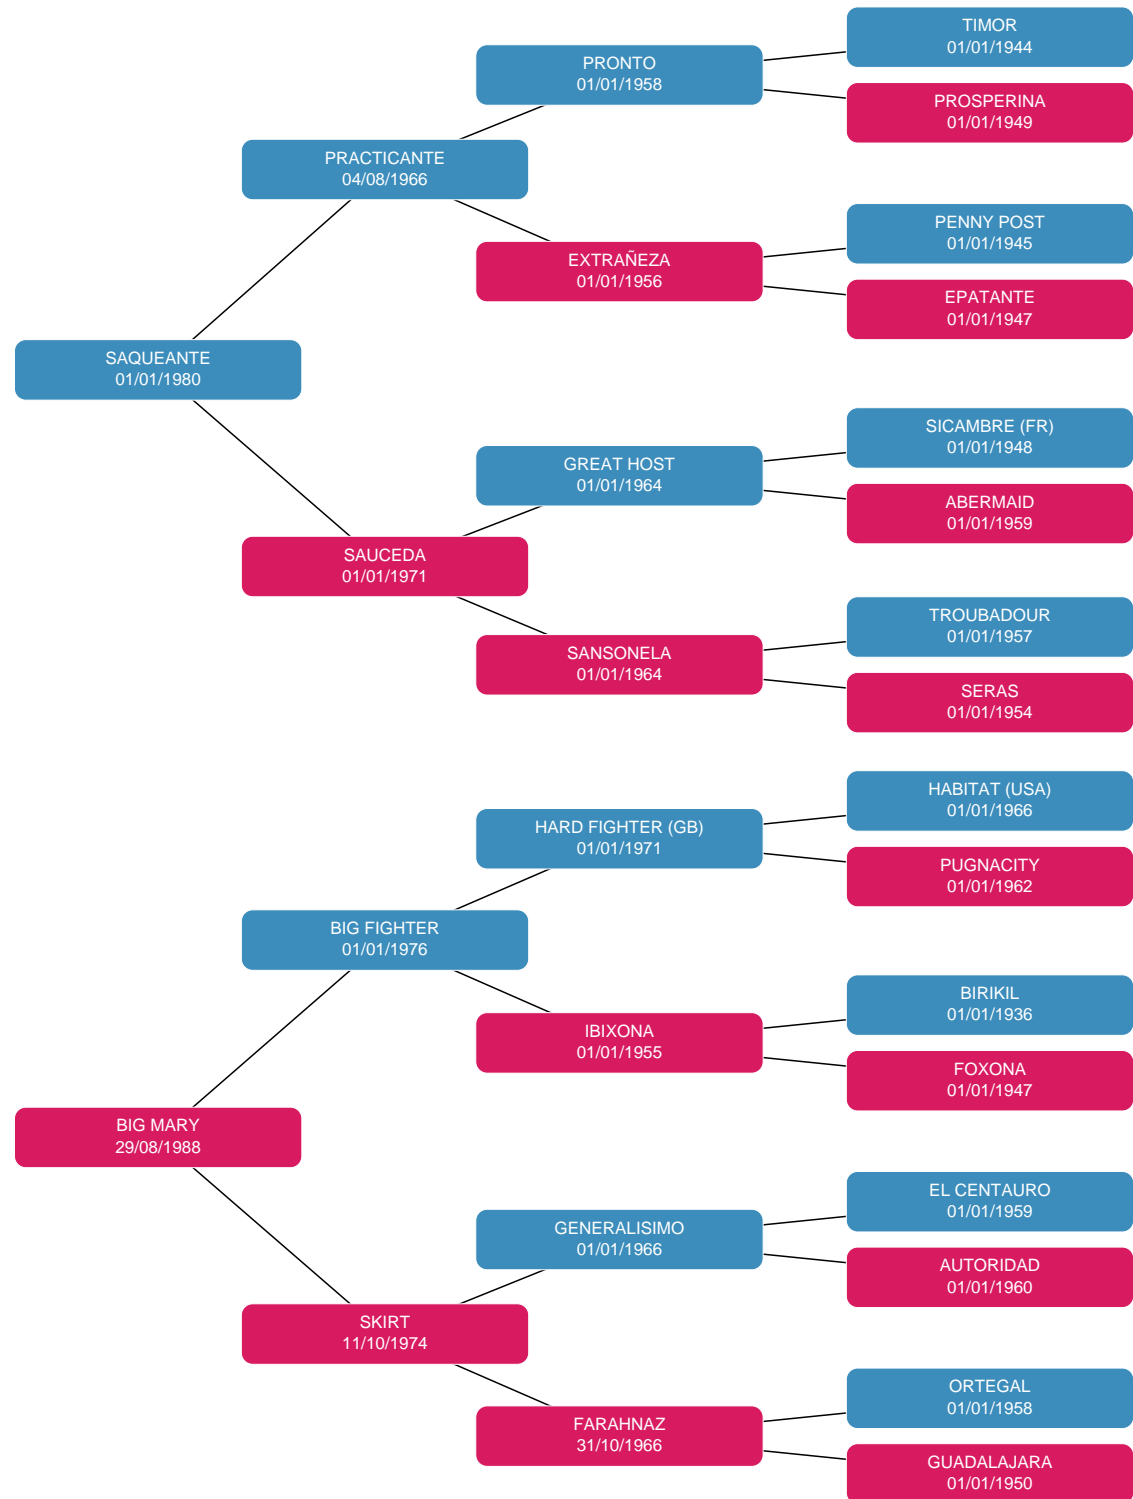 TIMOR
01/01/1944
PRONTO
01/01/1958
PROSPERINA
01/01/1949
PRACTICANTE
04/08/1966
PENNY POST
01/01/1945
EXTRAÑEZA
01/01/1956
EPATANTE
01/01/1947
SAQUEANTE
01/01/1980
SICAMBRE (FR)
01/01/1948
GREAT HOST
01/01/1964
ABERMAID
01/01/1959
SAUCEDA
01/01/1971
TROUBADOUR
01/01/1957
SANSONELA
01/01/1964
SERAS
01/01/1954
HABITAT (USA)
01/01/1966
HARD FIGHTER (GB)
01/01/1971
PUGNACITY
01/01/1962
BIG FIGHTER
01/01/1976
BIRIKIL
01/01/1936
IBIXONA
01/01/1955
FOXONA
01/01/1947
BIG MARY
29/08/1988
EL CENTAURO
01/01/1959
GENERALISIMO
01/01/1966
AUTORIDAD
01/01/1960
SKIRT
11/10/1974
ORTEGAL
01/01/1958
FARAHNAZ
31/10/1966
GUADALAJARA
01/01/1950